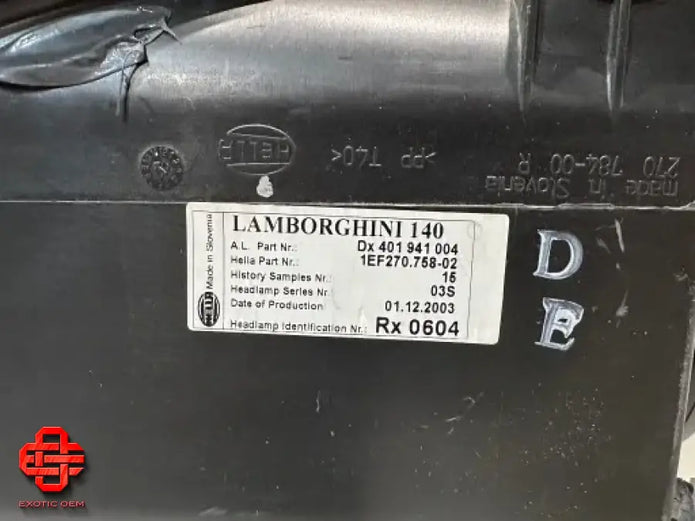 HELLA
>PP T40<
made in Slovenia
270 784-00 R
Made in Slovenia
HELLA
LAMBORGHINI 140
A.L. Part Nr.: Dx 401 941 004
Hella Part Nr.: 1EF270.758-02
History Samples Nr.: 15
Headlamp Series Nr. 03S
Date of Production: 01.12.2003
Headlamp Identification Nr.: Rx 0604
D
E
EXOTIC OEM